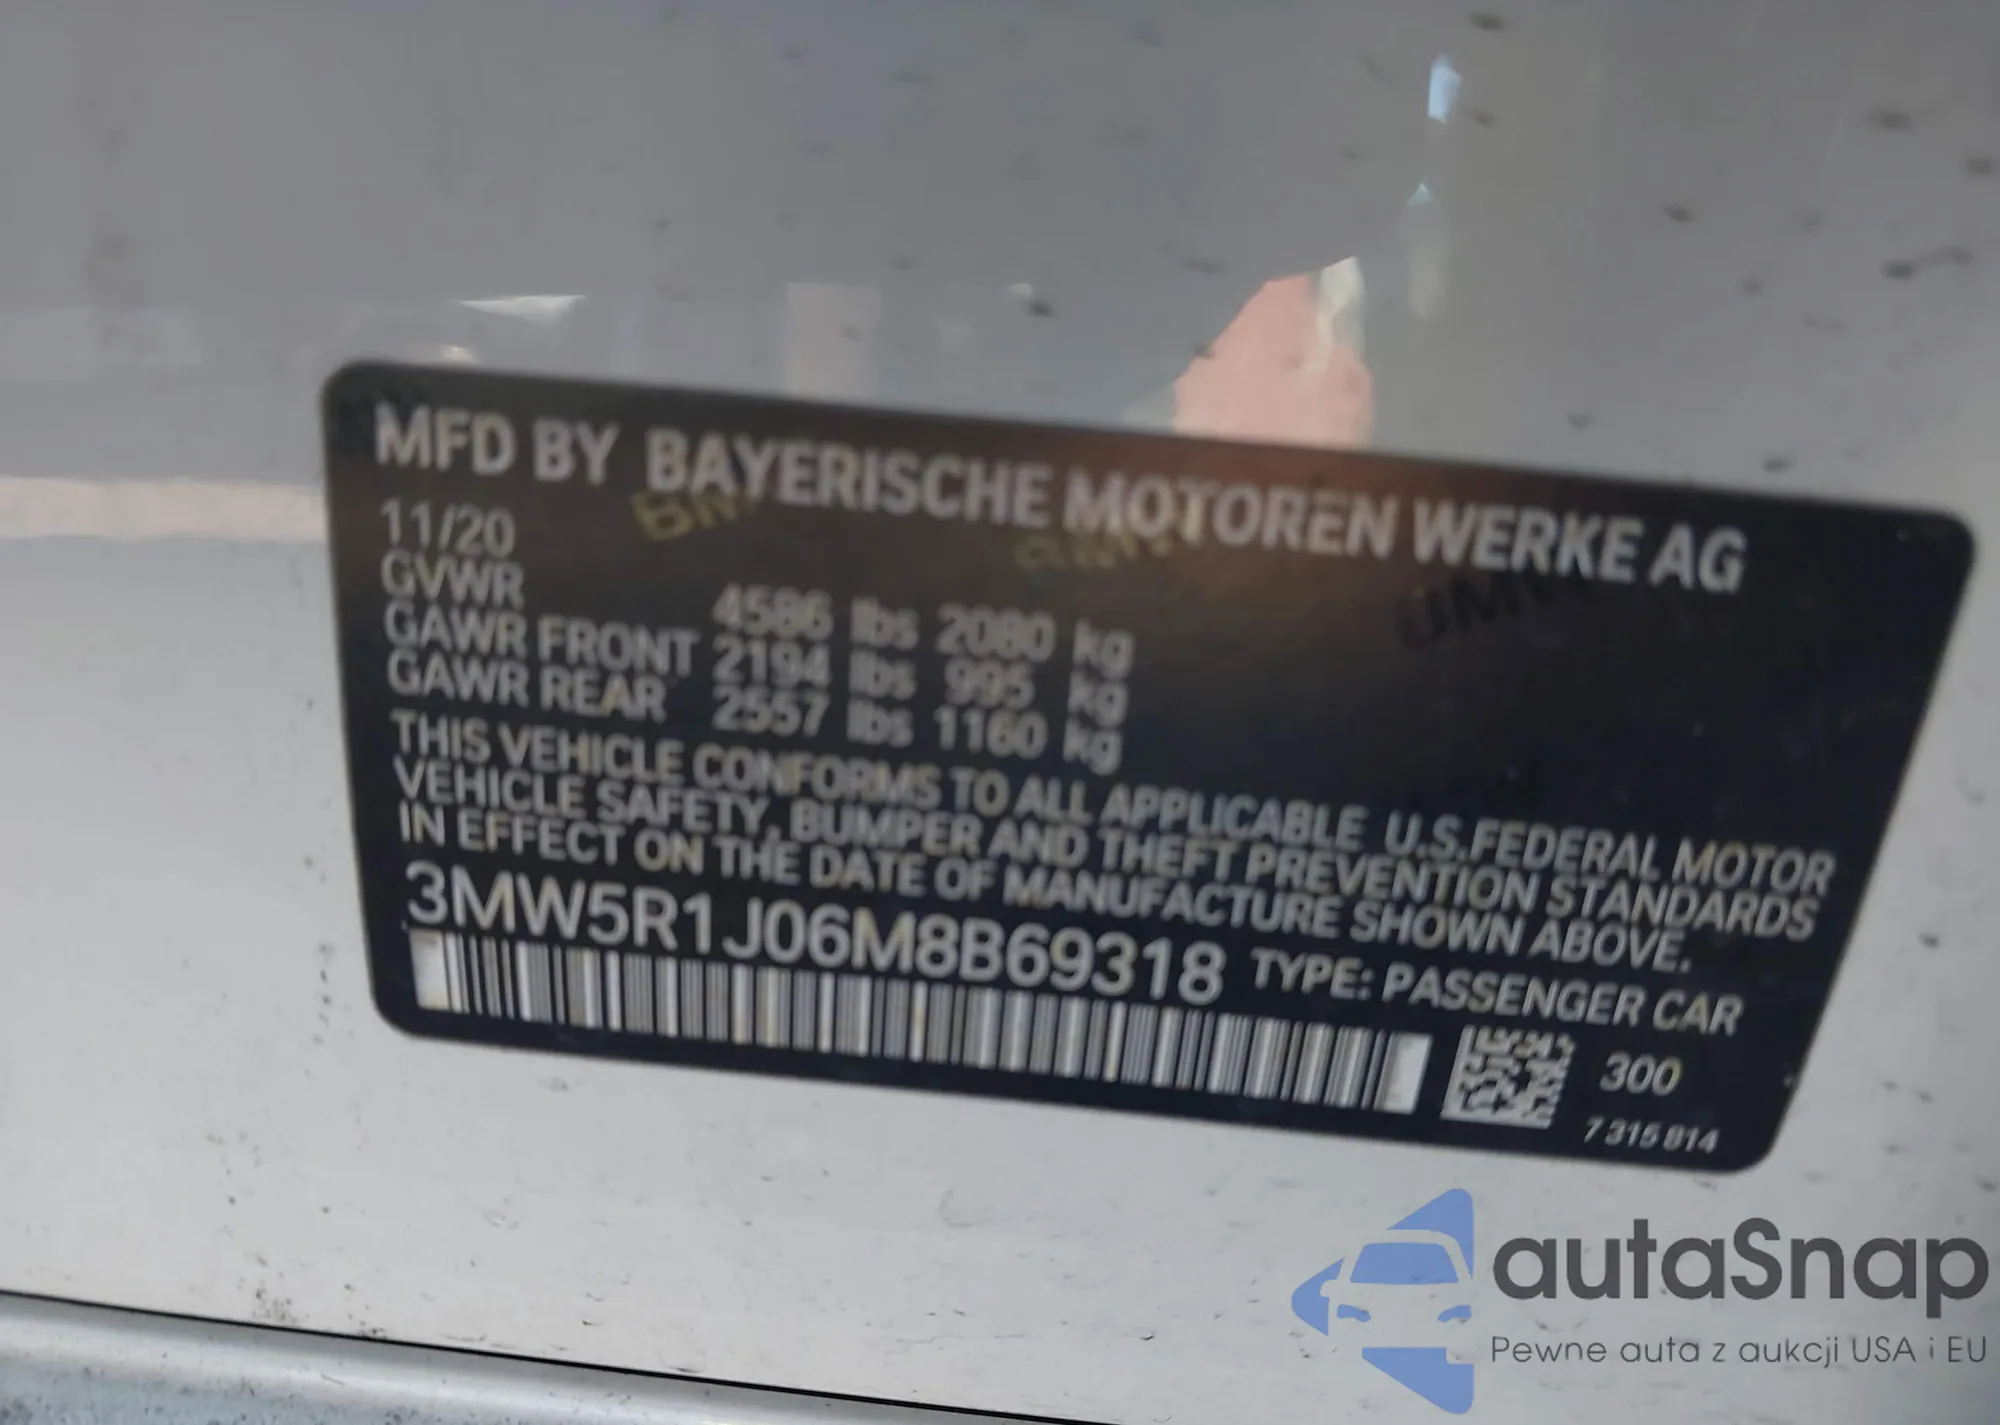 MFD BY BAYERISCHE MOTOREN WERKE AG
11/20
GVWR 4586 lbs 2080 kg
GAWR FRONT 2194 lbs 995 kg
GAWR REAR 2557 lbs 1160 kg
THIS VEHICLE CONFORMS TO ALL APPLICABLE U.S.FEDERAL MOTOR
VEHICLE SAFETY, BUMPER AND THEFT PREVENTION STANDARDS
IN EFFECT ON THE DATE OF MANUFACTURE SHOWN ABOVE.
3MW5R1J06M8B69318 TYPE: PASSENGER CAR
300
7 315 814
autaSnap
Pewne auta z aukcji USA i EU